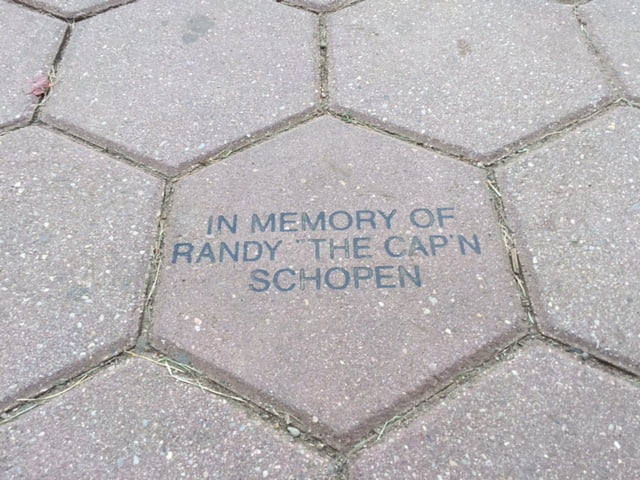 IN MEMORY OF
RANDY "THE CAP'N"
SCHOPEN